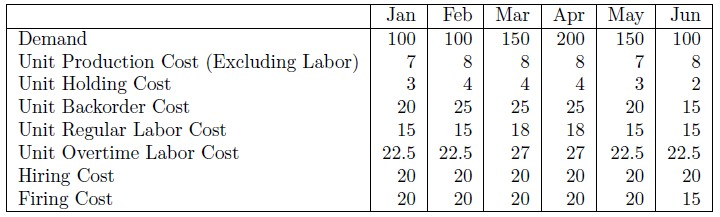 Jan Feb Mar Apr May Jun
Demand 100 100 150 200 150 100
Unit Production Cost (Excluding Labor) 7 8 8 8 7 8
Unit Holding Cost 3 4 4 4 3 2
Unit Backorder Cost 20 25 25 25 20 15
Unit Regular Labor Cost 15 15 18 18 15 15
Unit Overtime Labor Cost 22.5 22.5 27 27 22.5 22.5
Hiring Cost 20 20 20 20 20 20
Firing Cost 20 20 20 20 20 15